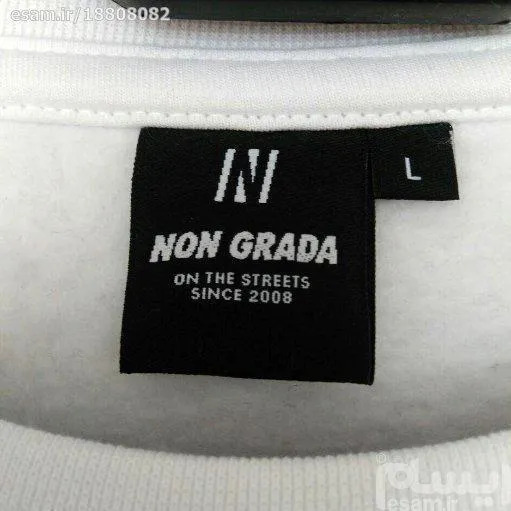 esam.ir/18808082
N
L
NON GRADA
ON THE STREETS
SINCE 2008
ایسام
esam.ir